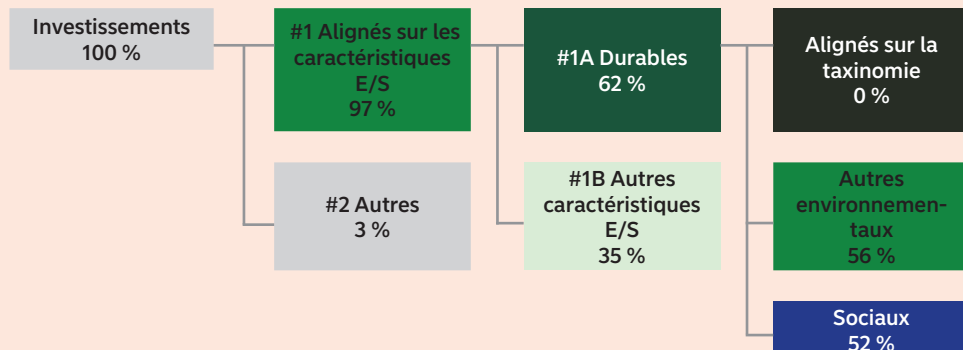 Investissements
100 %
#1 Alignés sur les
caractéristiques
E/S
97 %
#2 Autres
3 %
#1A Durables
62 %
#1B Autres
caractéristiques
E/S
35 %
Alignés sur la
taxinomie
0 %
Autres
environnemen-
taux
56 %
Sociaux
52 %